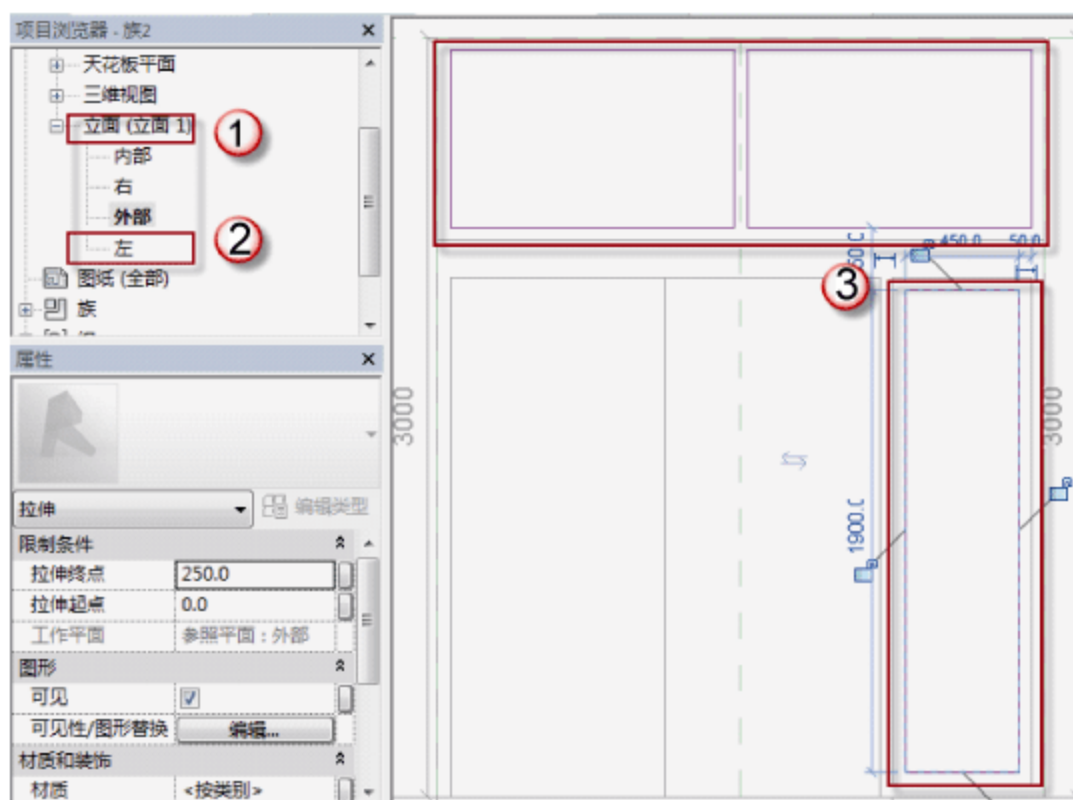 项目浏览器 - 族2
天花板平面
三维视图
立面 (立面 1)
1
内部
右
外部
2
左
图纸 (全部)
族
属性
拉伸
编辑类型
限制条件
拉伸终点 250.0
拉伸起点 0.0
工作平面 参照平面 : 外部
图形
可见
可见性/图形替换 编辑...
材质和装饰
材质 <按类别>
450.0
50.0
3
3000
3000
1900.0